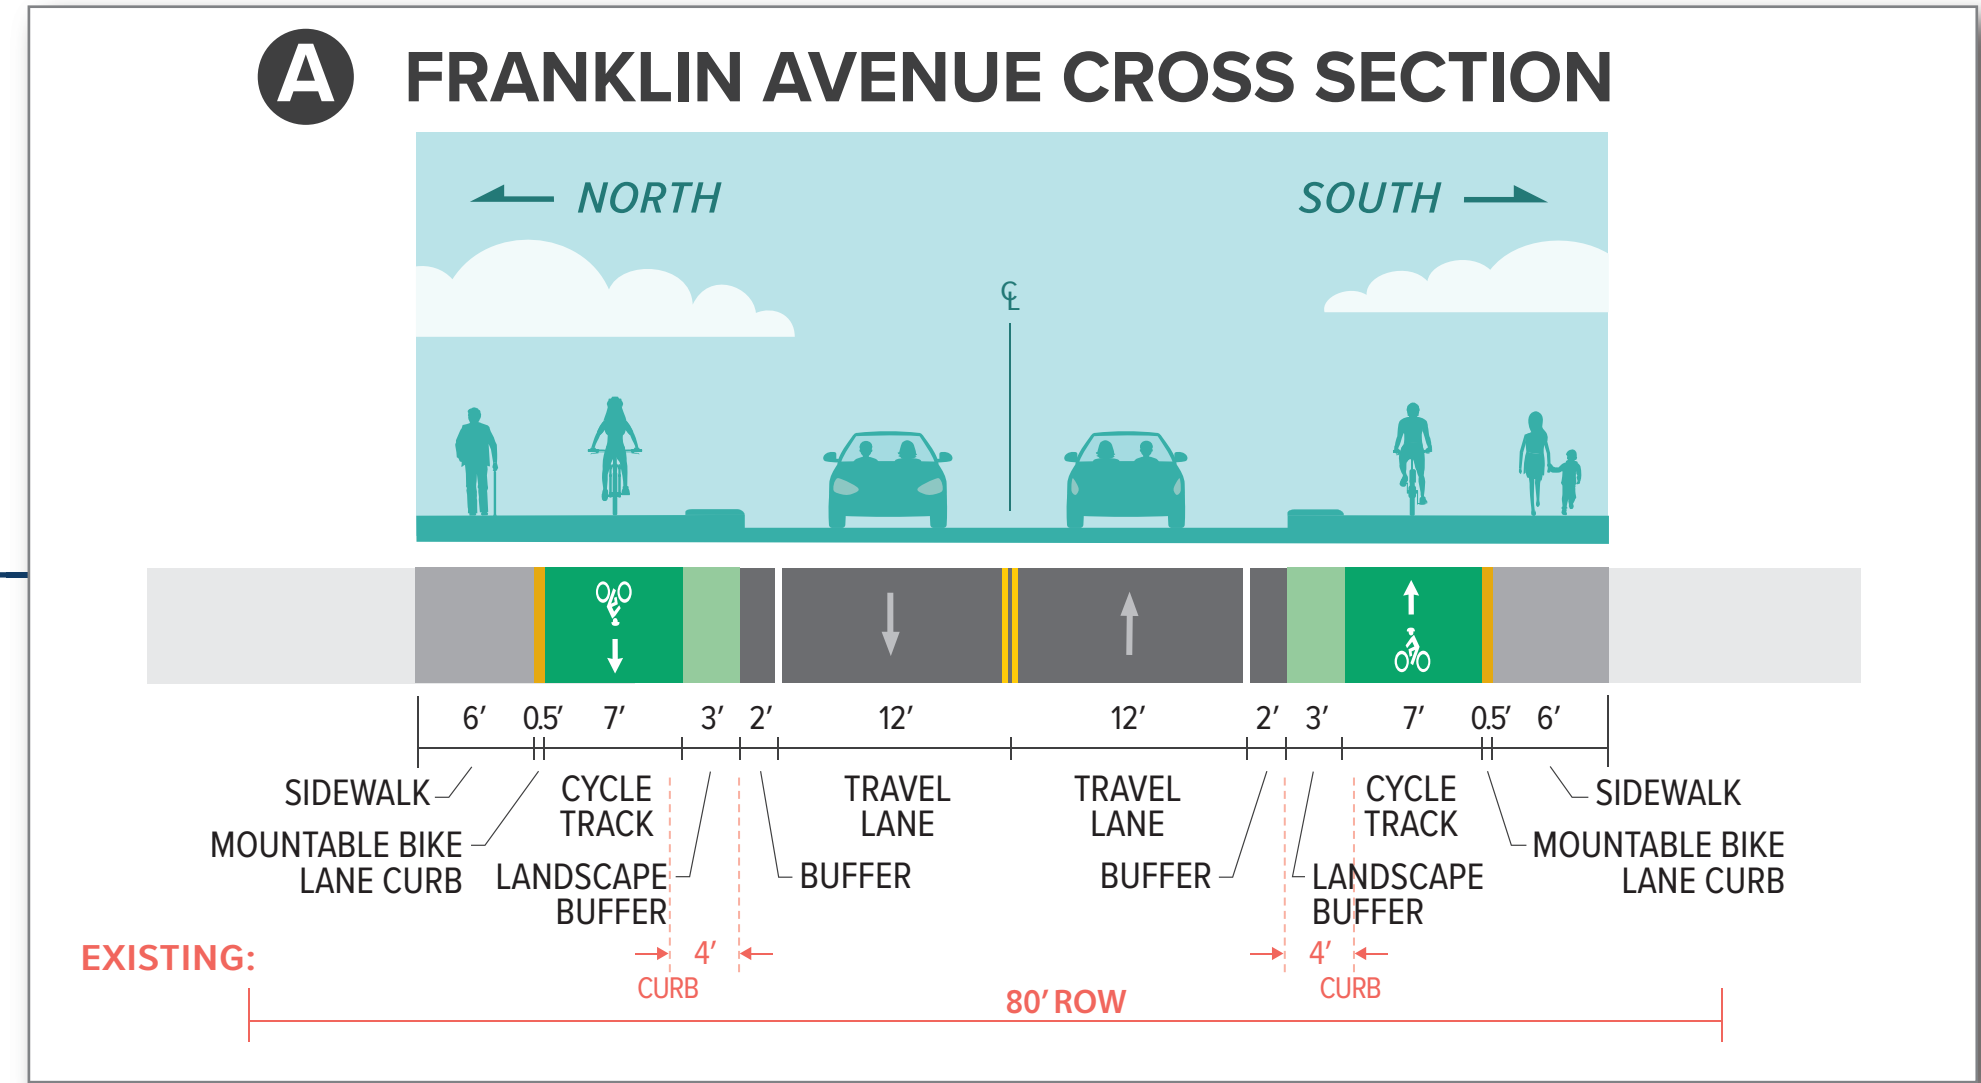 A FRANKLIN AVENUE CROSS SECTION
NORTH
SOUTH
℄
6’ 0.5’ 7’ 3’ 2’ 12’ 12’ 2’ 3’ 7’ 0.5’ 6’
SIDEWALK
MOUNTABLE BIKE
LANE CURB
CYCLE
TRACK
LANDSCAPE
BUFFER
BUFFER
TRAVEL
LANE
TRAVEL
LANE
BUFFER
LANDSCAPE
BUFFER
CYCLE
TRACK
SIDEWALK
MOUNTABLE BIKE
LANE CURB
EXISTING:
4’
CURB
4’
CURB
80’ ROW